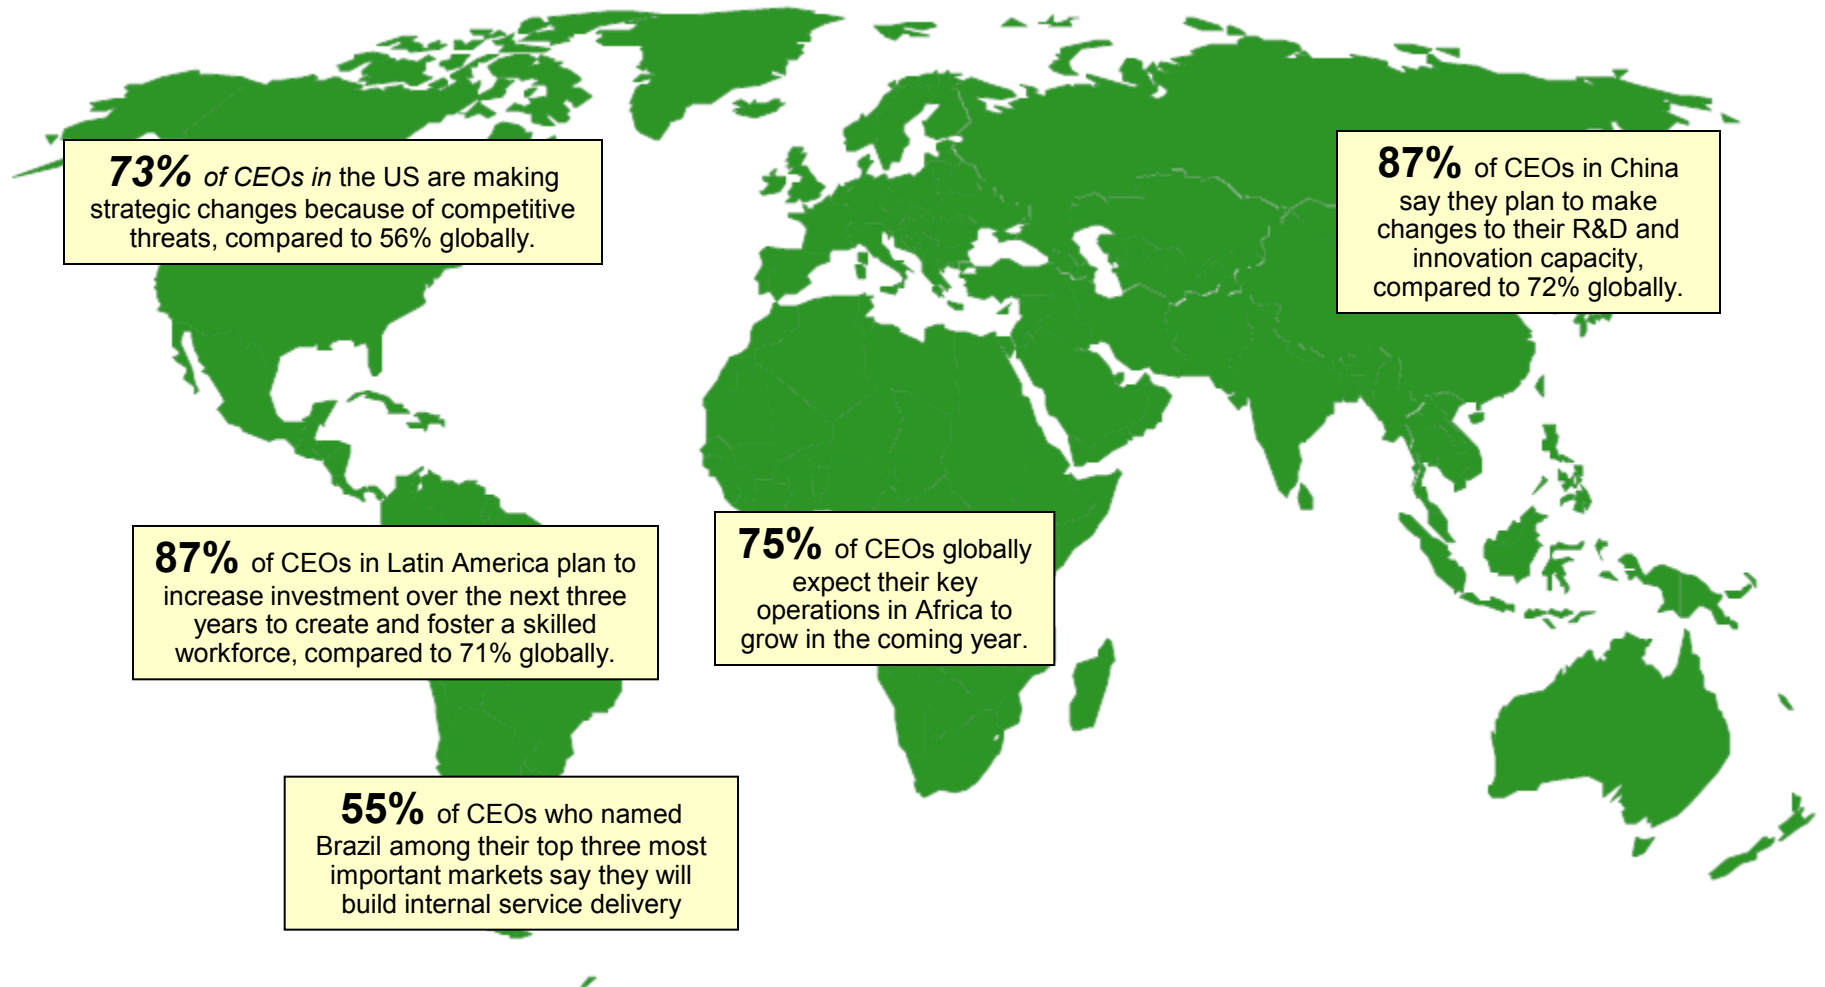 73% of CEOs in the US are making
strategic changes because of competitive
threats, compared to 56% globally.
87% of CEOs in China
say they plan to make
changes to their R&D and
innovation capacity,
compared to 72% globally.
87% of CEOs in Latin America plan to
increase investment over the next three
years to create and foster a skilled
workforce, compared to 71% globally.
75% of CEOs globally
expect their key
operations in Africa to
grow in the coming year.
55% of CEOs who named
Brazil among their top three most
important markets say they will
build internal service delivery